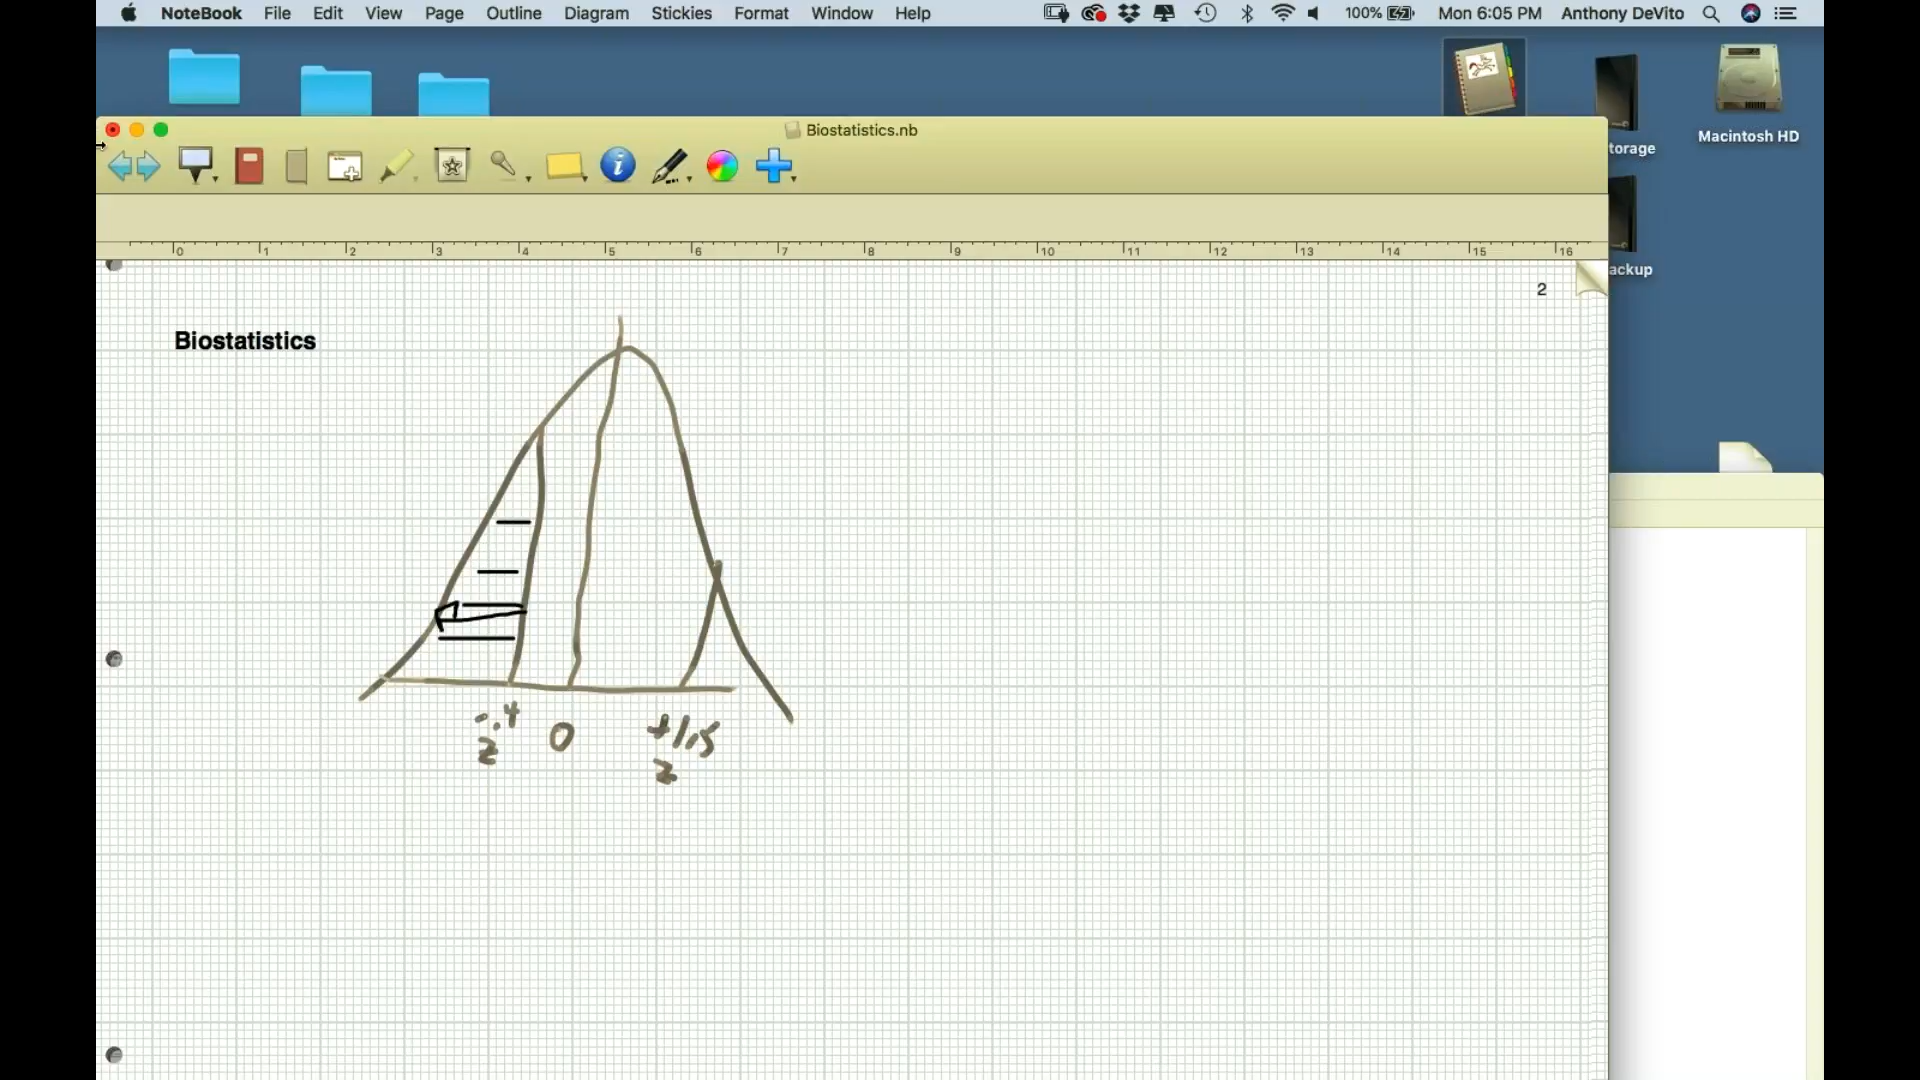 NoteBook File Edit View Page Outline Diagram Stickies Format Window Help 100% Mon 6:05 PM Anthony DeVito
Macintosh HD
torage
ackup
Biostatistics.nb
0 1 2 3 4 5 6 7 8 9 10 11 12 13 14 15 16
2
Biostatistics
-.4 0 +1.5
z z